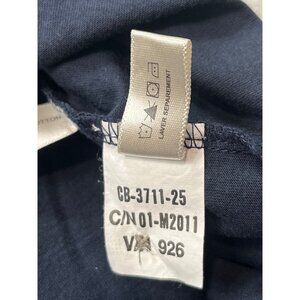 LAVER SEPAREMENT
CB-3711-25
C/N 01-M2011
926